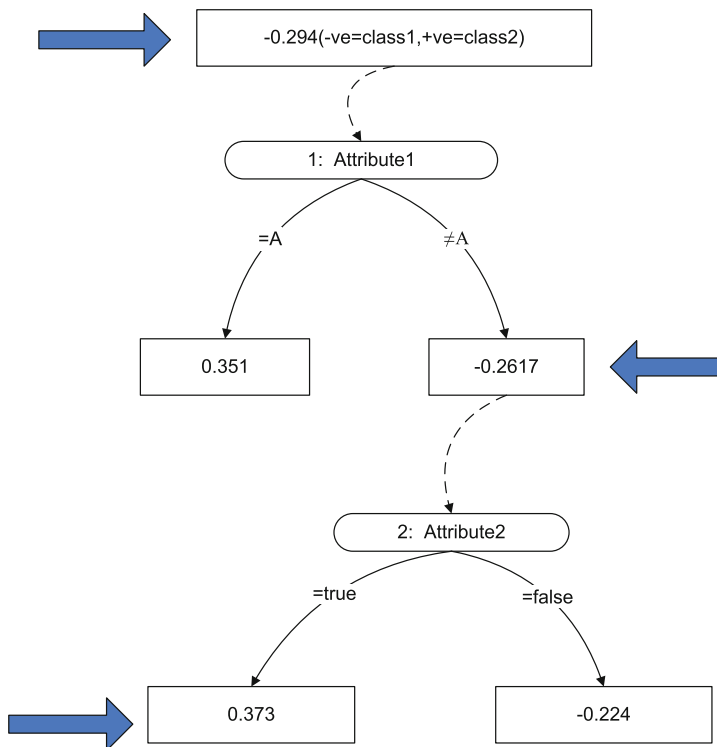 -0.294(-ve=class1,+ve=class2)
1: Attribute1
=A
≠A
0.351
-0.2617
2: Attribute2
=true
=false
0.373
-0.224